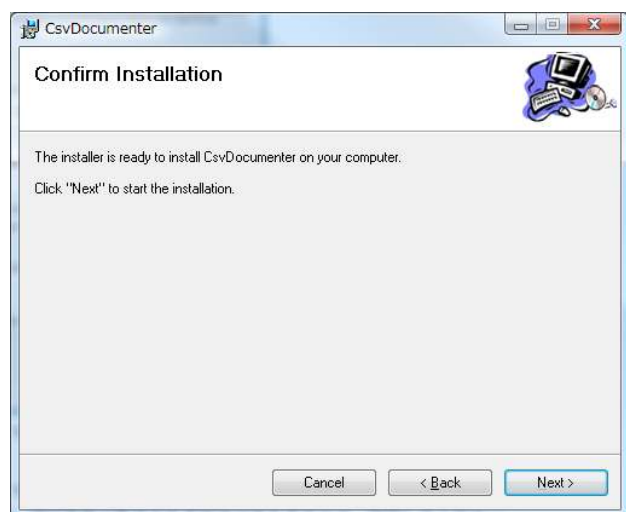 CsvDocumenter
Confirm Installation
The installer is ready to install CsvDocumenter on your computer.
Click "Next" to start the installation.
Cancel
< Back
Next >